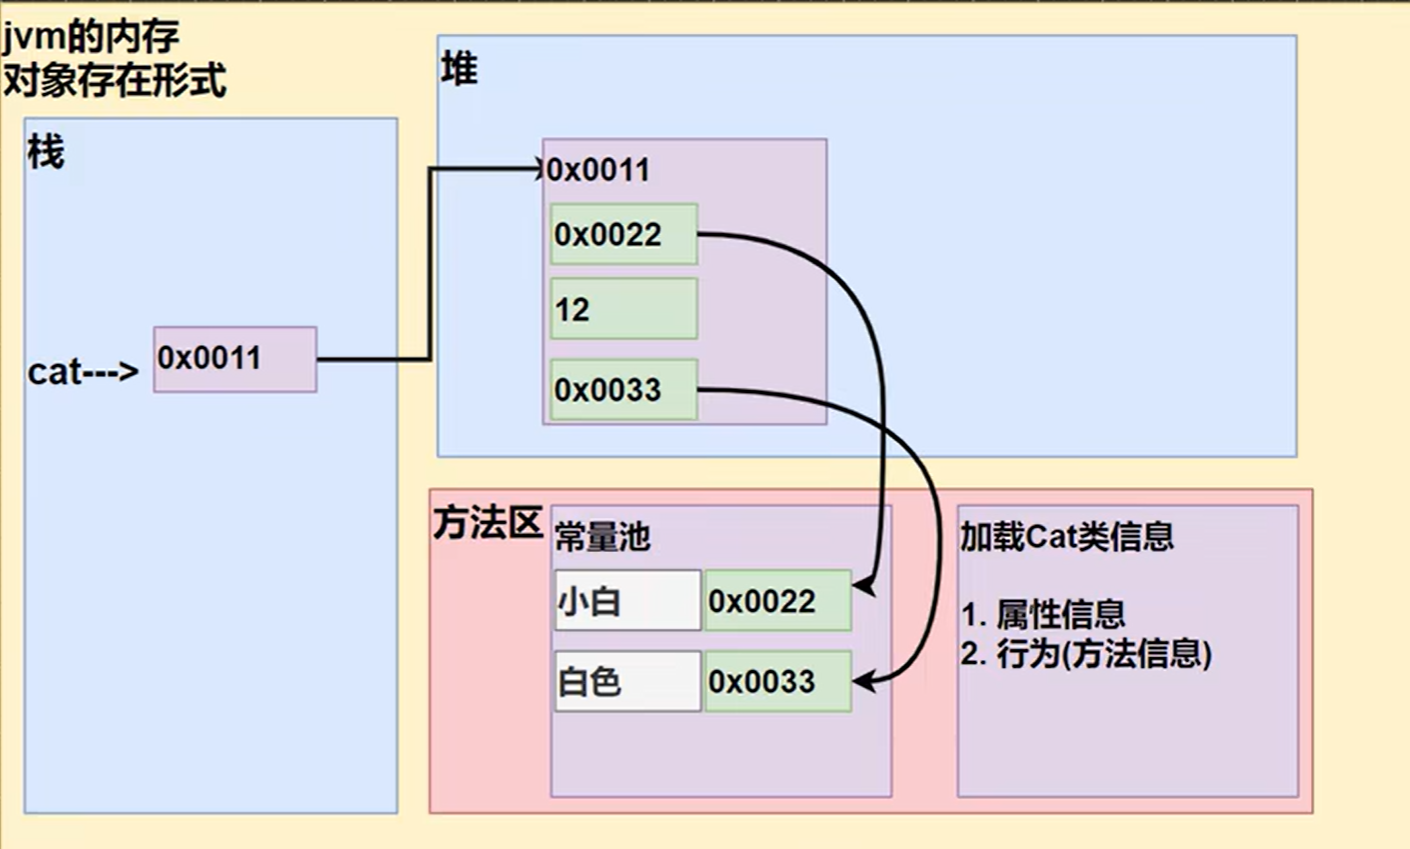 jvm的内存
对象存在形式
栈
cat--->
0x0011
堆
0x0011
0x0022
12
0x0033
方法区
常量池
小白
0x0022
白色
0x0033
加载Cat类信息
1. 属性信息
2. 行为(方法信息)